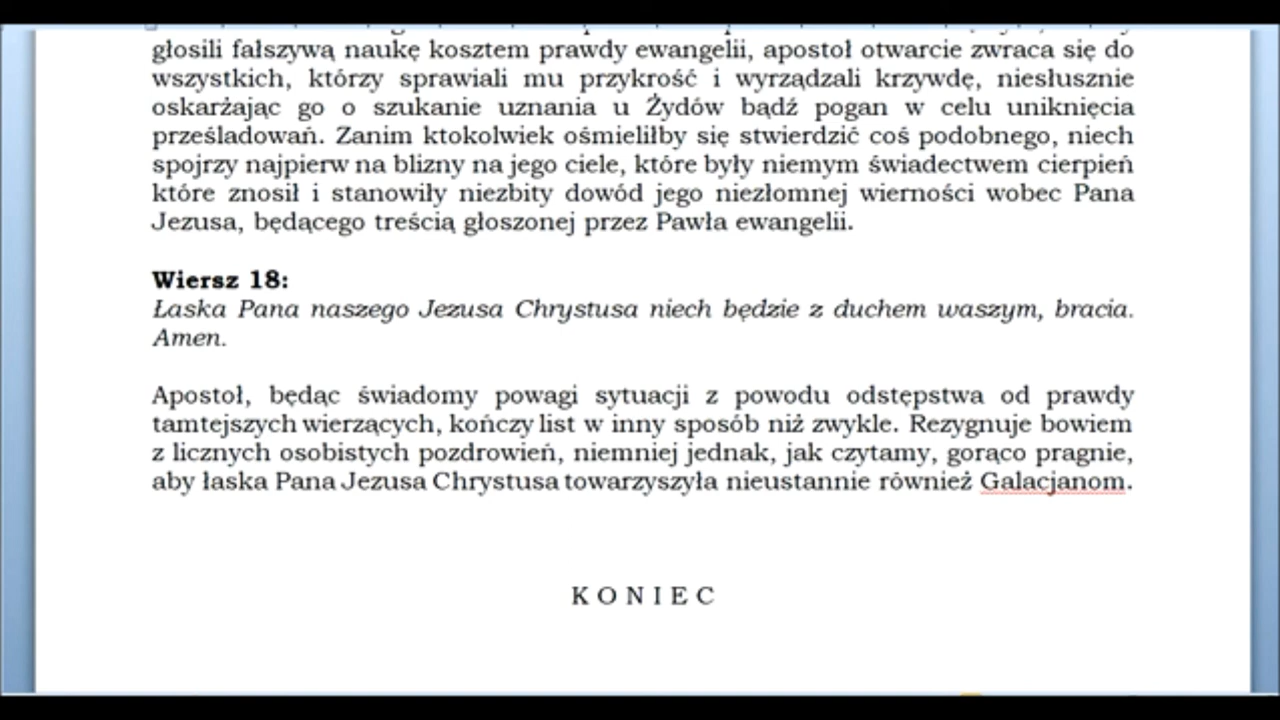 głosili fałszywą naukę kosztem prawdy ewangelii, apostoł otwarcie zwraca się do
wszystkich, którzy sprawiali mu przykrość i wyrządzali krzywdę, niesłusznie
oskarżając go o szukanie uznania u Żydów bądź pogan w celu uniknięcia
prześladowań. Zanim ktokolwiek ośmieliłby się stwierdzić coś podobnego, niech
spojrzy najpierw na blizny na jego ciele, które były niemym świadectwem cierpień
które znosił i stanowiły niezbity dowód jego niezłomnej wierności wobec Pana
Jezusa, będącego treścią głoszonej przez Pawła ewangelii.
Wiersz 18:
Łaska Pana naszego Jezusa Chrystusa niech będzie z duchem waszym, bracia.
Amen.
Apostoł, będąc świadomy powagi sytuacji z powodu odstępstwa od prawdy
tamtejszych wierzących, kończy list w inny sposób niż zwykle. Rezygnuje bowiem
z licznych osobistych pozdrowień, niemniej jednak, jak czytamy, gorąco pragnie,
aby łaska Pana Jezusa Chrystusa towarzyszyła nieustannie również Galacjanom.
K O N I E C